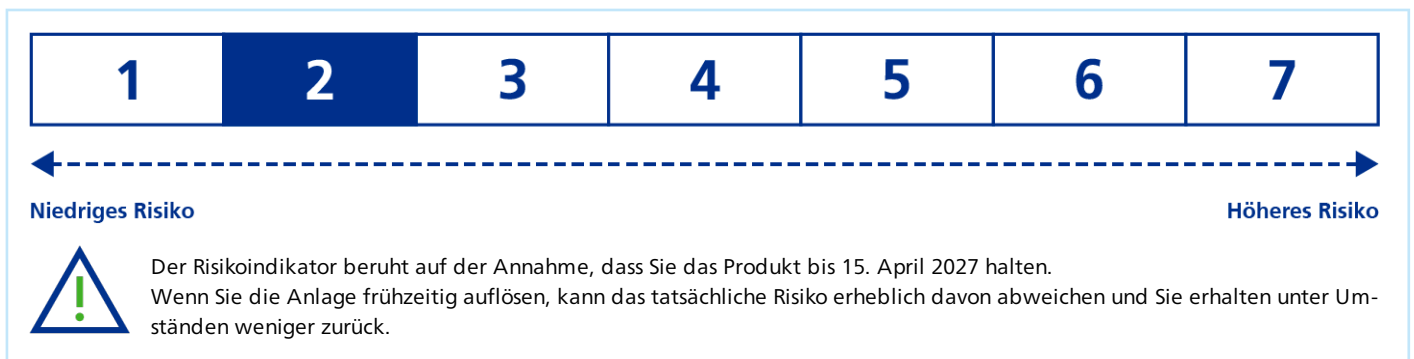 1 2 3 4 5 6 7
Niedriges Risiko Höheres Risiko
Der Risikoindikator beruht auf der Annahme, dass Sie das Produkt bis 15. April 2027 halten.
Wenn Sie die Anlage frühzeitig auflösen, kann das tatsächliche Risiko erheblich davon abweichen und Sie erhalten unter Um-
ständen weniger zurück.